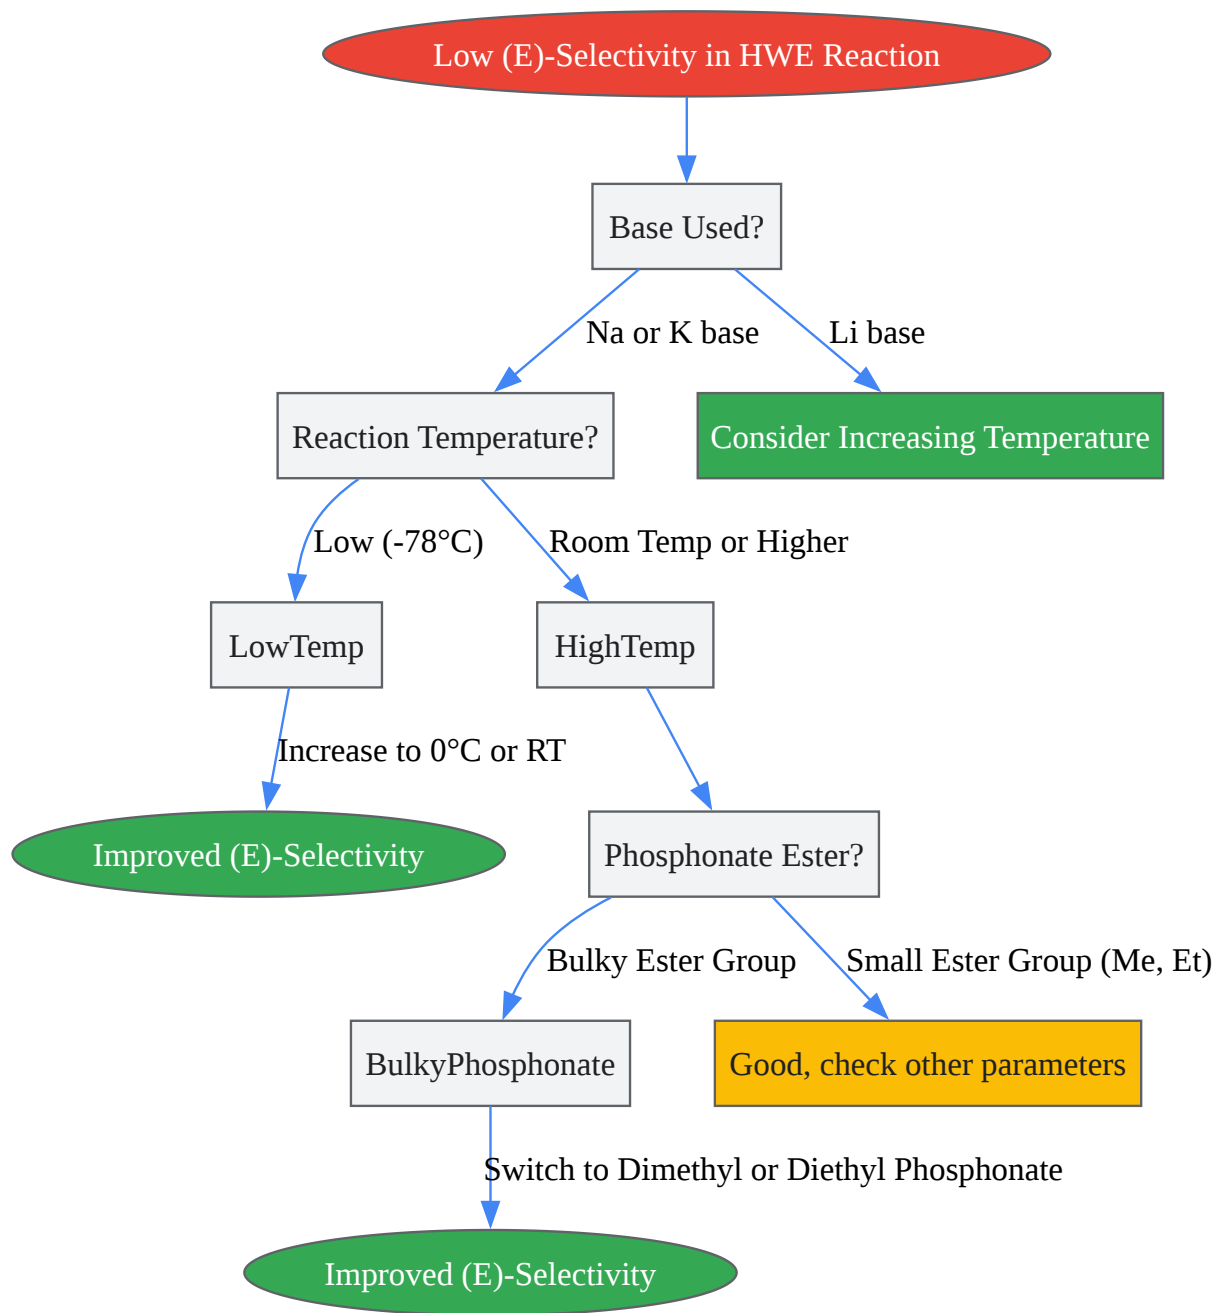 Low (E)-Selectivity in HWE Reaction
Base Used?
Na or K base
Li base
Reaction Temperature?
Consider Increasing Temperature
Low (-78°C)
Room Temp or Higher
LowTemp
HighTemp
Increase to 0°C or RT
Improved (E)-Selectivity
Phosphonate Ester?
Bulky Ester Group
Small Ester Group (Me, Et)
BulkyPhosphonate
Good, check other parameters
Switch to Dimethyl or Diethyl Phosphonate
Improved (E)-Selectivity